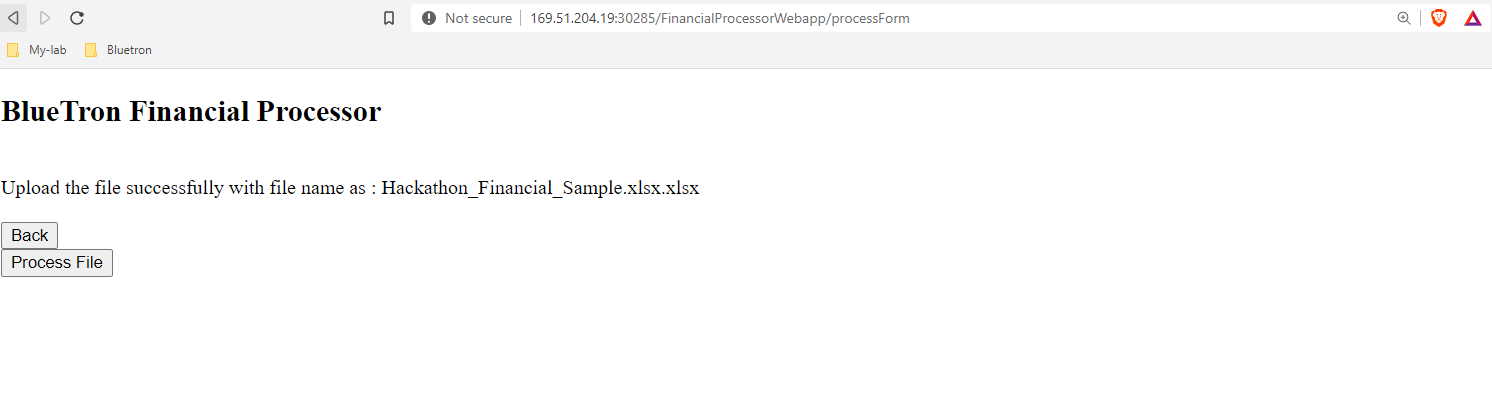 Not secure 169.51.204.19:30285/FinancialProcessorWebapp/processForm
My-lab Bluetron
BlueTron Financial Processor
Upload the file successfully with file name as : Hackathon_Financial_Sample.xlsx.xlsx
Back
Process File